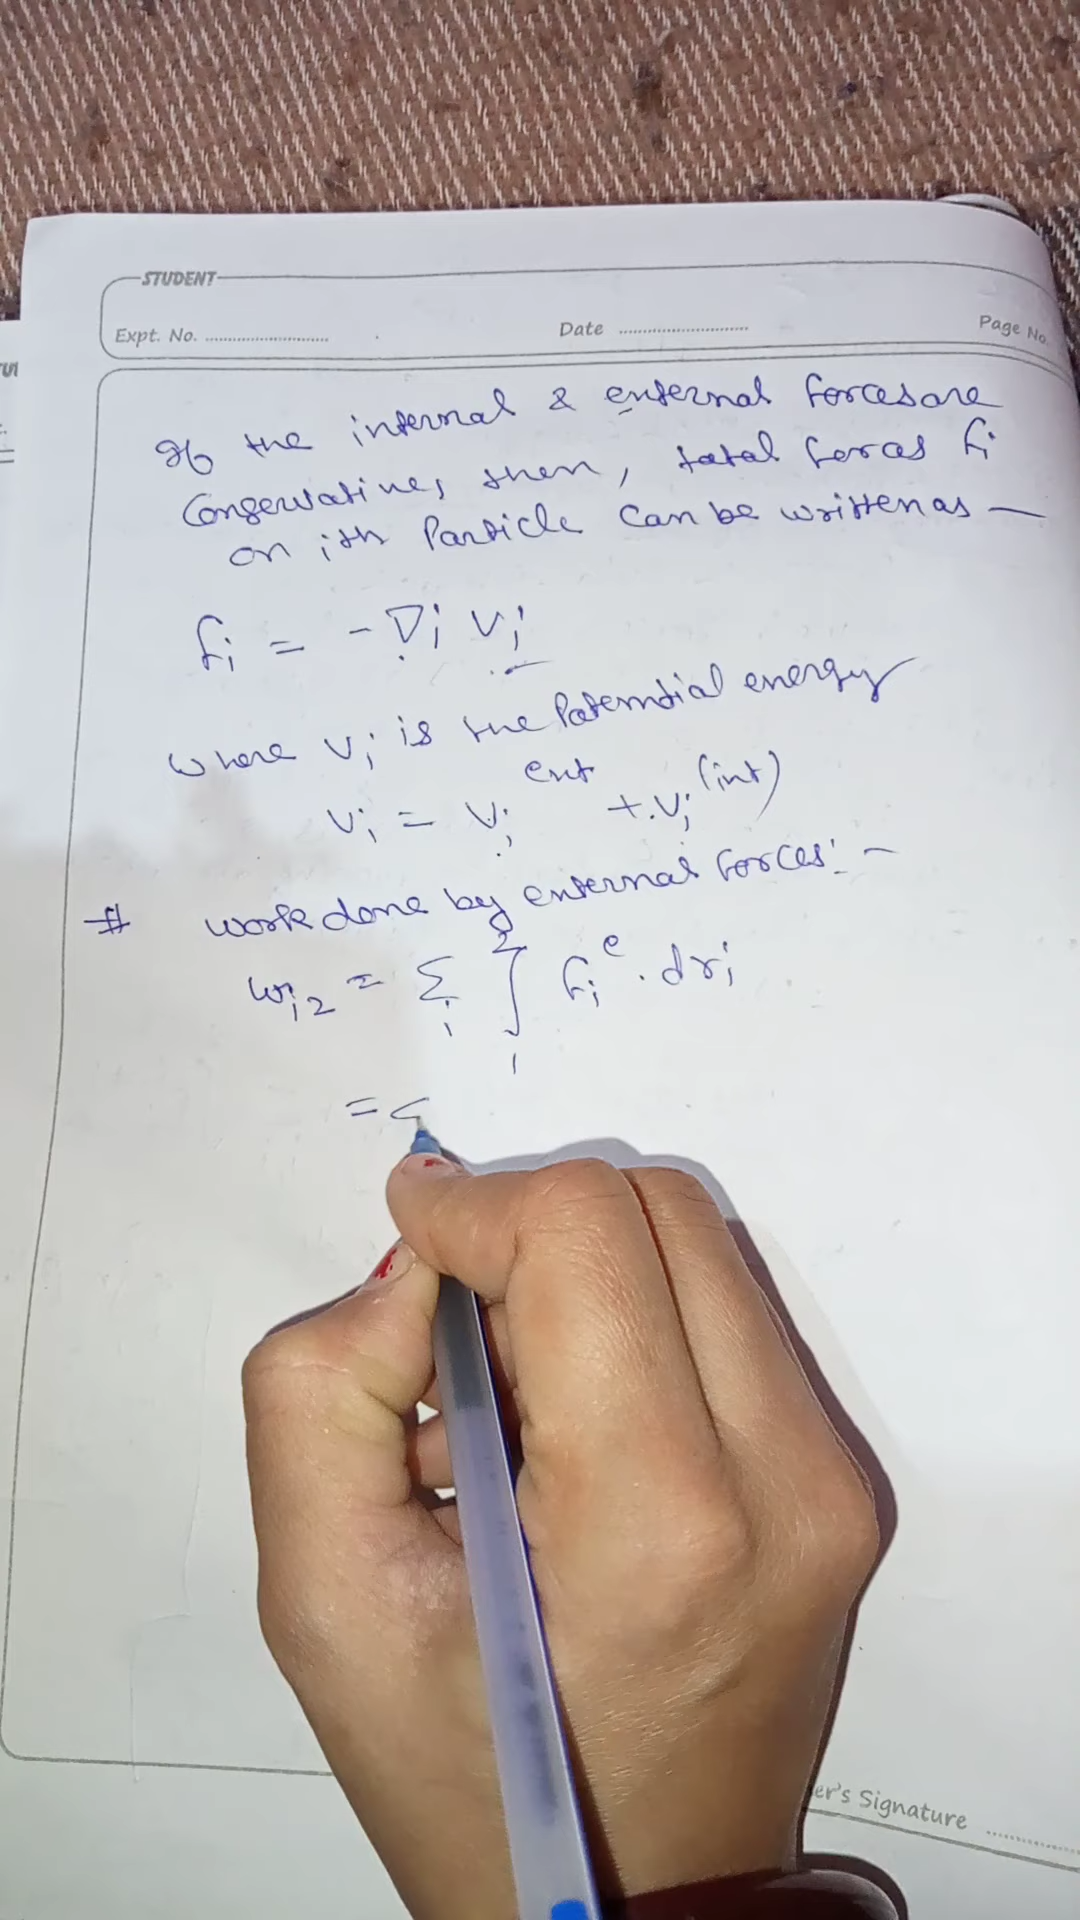 STUDENT
Expt. No. Date Page No.
If the internal & external forces are
Conservative, then, total forces Fi
on ith Particle can be written as —
Fi = - ∇i Vi
where Vi is the Potential energy
Vi = Vi ext + Vi (int)
# work done by external forces: -
W12 = Σi ∫1 2 Fi e . dri
=
er's Signature